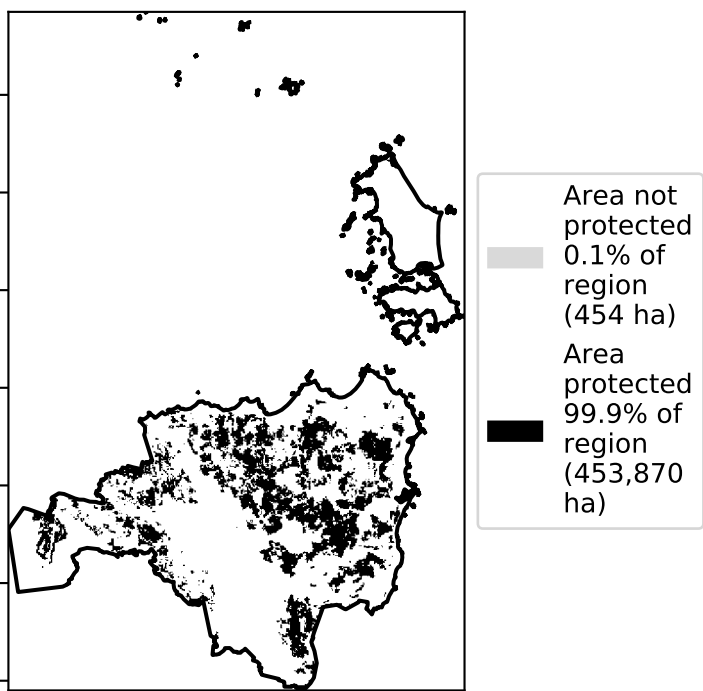 Area not
protected
0.1% of
region
(454 ha)
Area
protected
99.9% of
region
(453,870
ha)